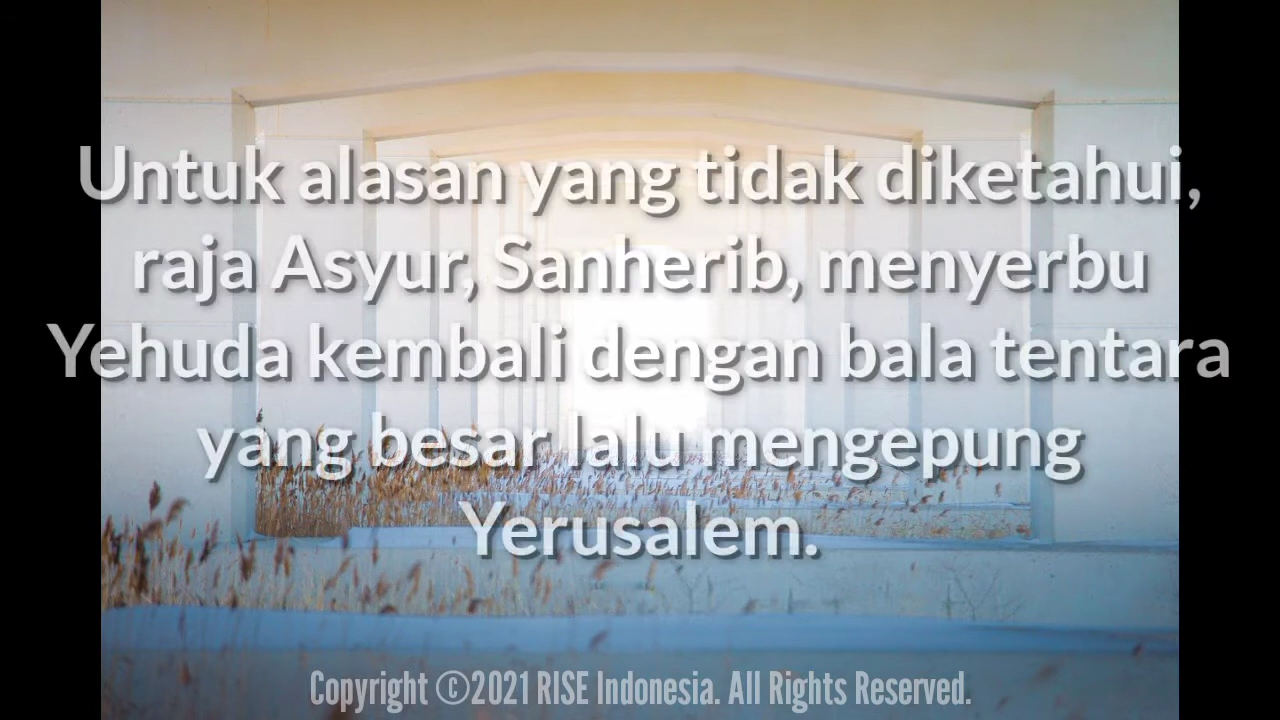 Untuk alasan yang tidak diketahui,
raja Asyur, Sanherib, menyerbu
Yehuda kembali dengan bala tentara
yang besar lalu mengepung
Yerusalem.
Copyright ©2021 RISE Indonesia. All Rights Reserved.